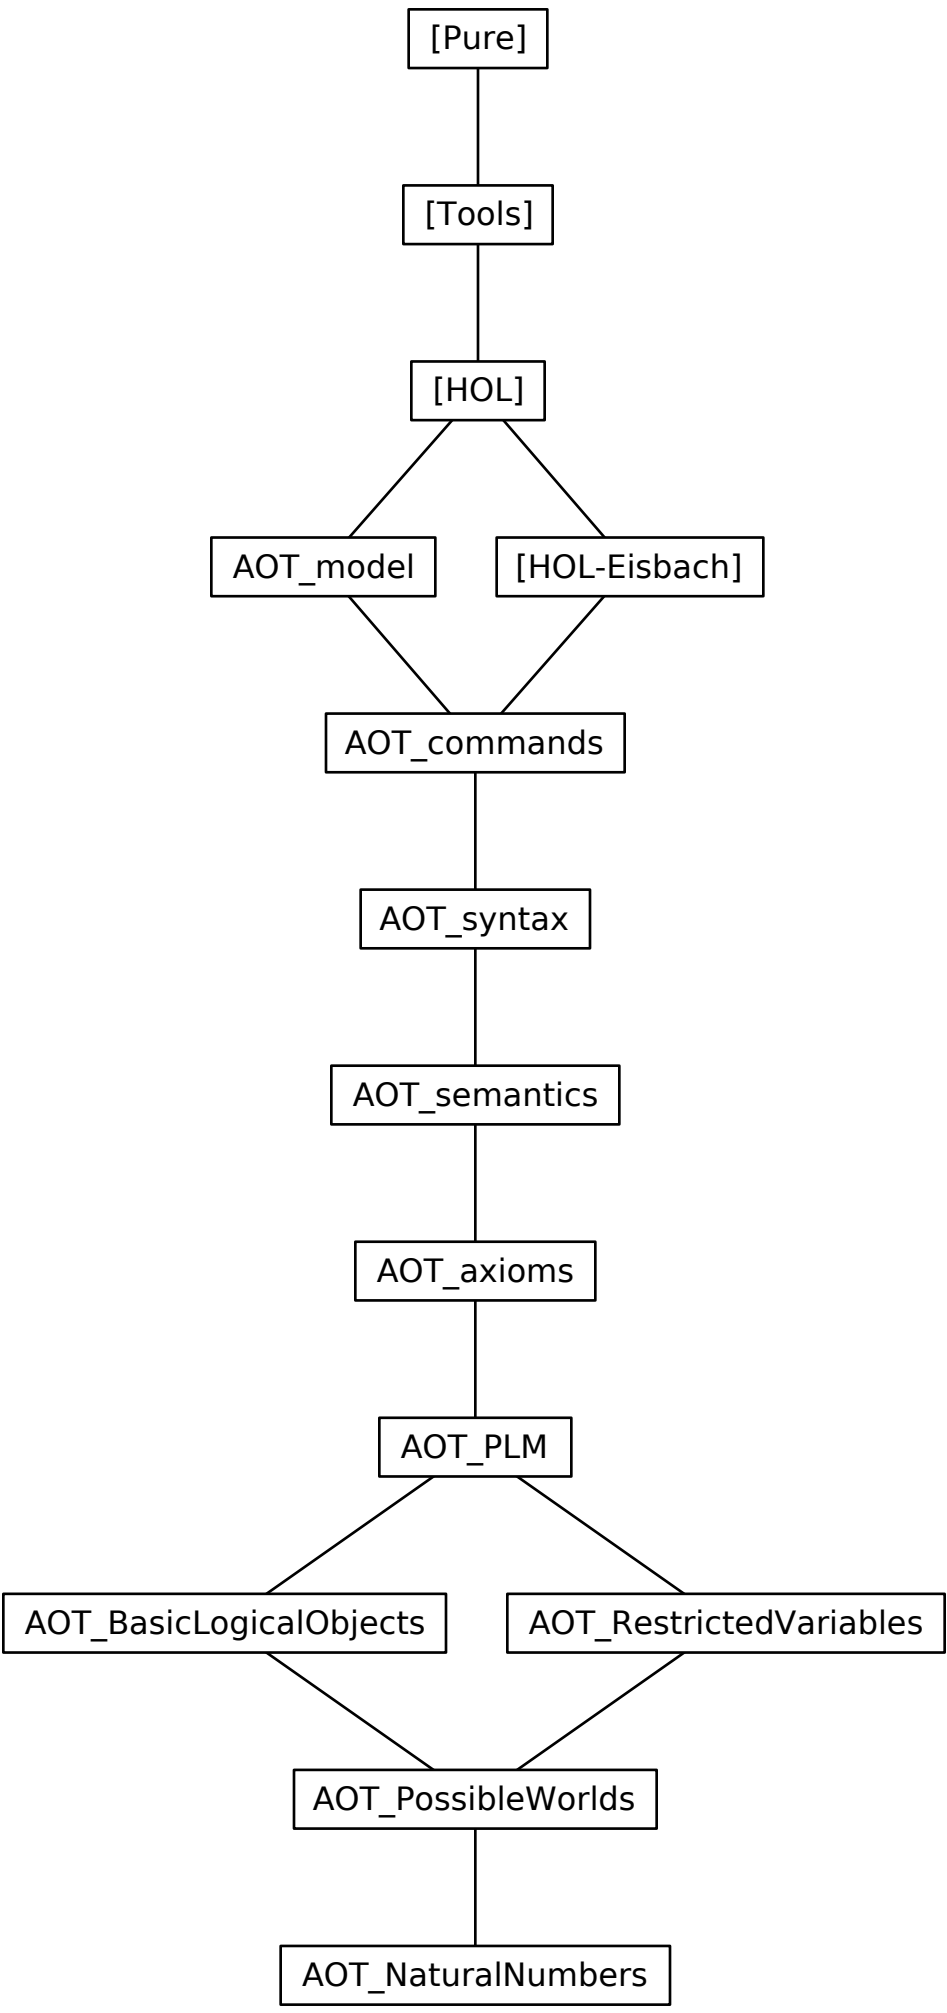 [Pure]
[Tools]
[HOL]
AOT_model
[HOL-Eisbach]
AOT_commands
AOT_syntax
AOT_semantics
AOT_axioms
AOT_PLM
AOT_BasicLogicalObjects
AOT_RestrictedVariables
AOT_PossibleWorlds
AOT_NaturalNumbers